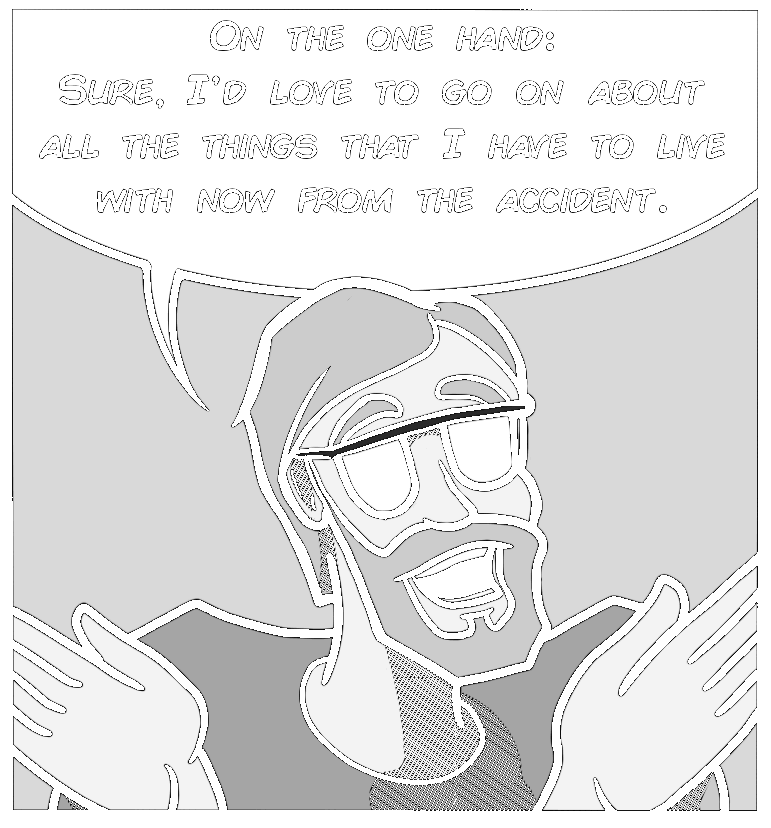 On the one hand:
Sure, I'd love to go on about
all the things that I have to live
with now from the accident.